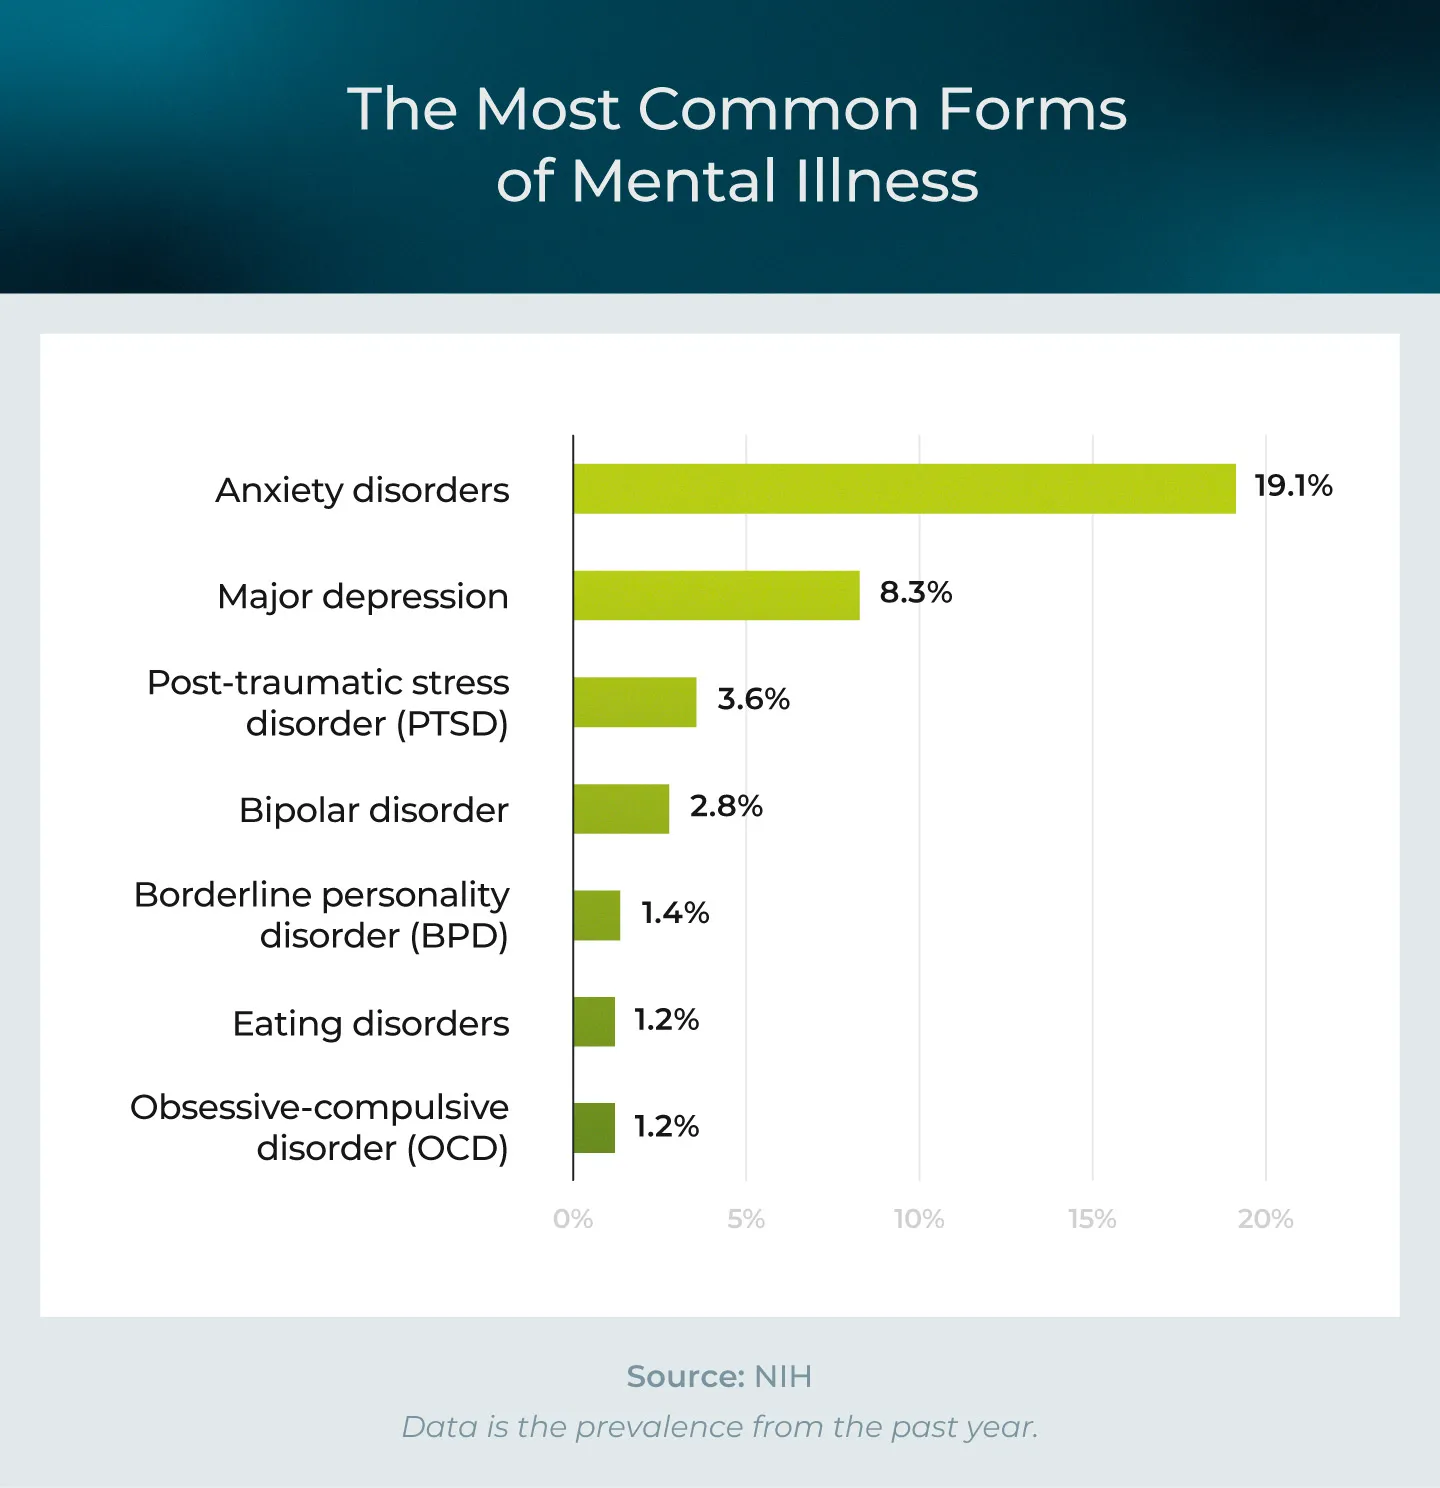 The Most Common Forms
of Mental Illness
Anxiety disorders
19.1%
Major depression
8.3%
Post-traumatic stress
disorder (PTSD)
3.6%
Bipolar disorder
2.8%
Borderline personality
disorder (BPD)
1.4%
Eating disorders
1.2%
Obsessive-compulsive
disorder (OCD)
1.2%
0% 5% 10% 15% 20%
Source: NIH
Data is the prevalence from the past year.